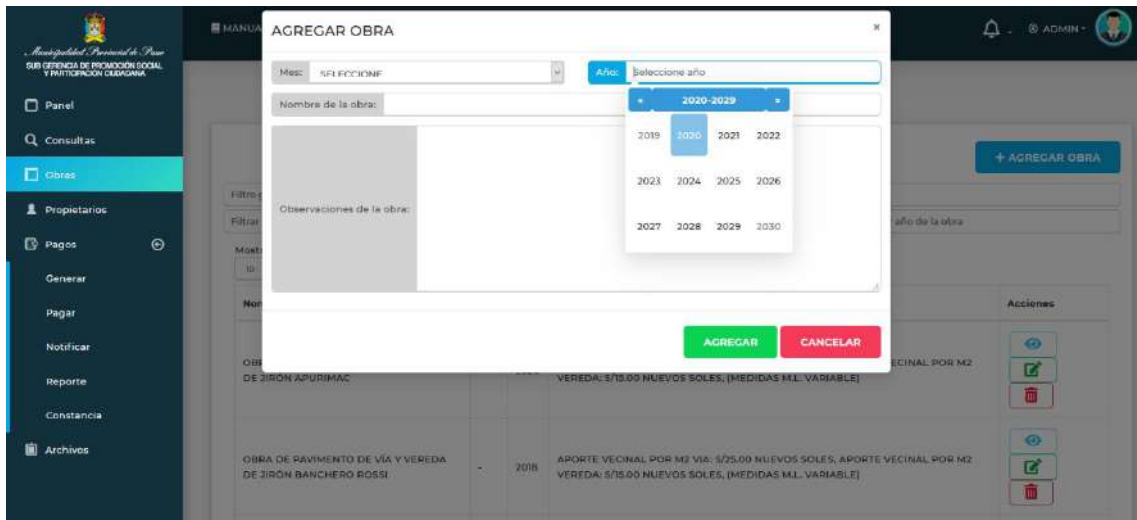 Municipalidad Provincial de Puno
SUB GERENCIA DE PROMOCIÓN SOCIAL
Y PARTICIPACIÓN CIUDADANA
Panel
Consultas
Obras
Propietarios
Pagos
Generar
Pagar
Notificar
Reporte
Constancia
Archivos
MANUA
ADMIN
AGREGAR OBRA
×
Mes: SELECCIONE
Año: Seleccione año
Nombre de la obra:
« 2020-2029 »
2019 2020 2021 2022
2023 2024 2025 2026
2027 2028 2029 2030
Observaciones de la obra:
AGREGAR CANCELAR
+ AGREGAR OBRA
Filtro
Filtrar
año de la obra
Most
10
Nor
Acciones
OBR
DE JIRÓN APURIMAC
ECINAL POR M2
VEREDA: S/15.00 NUEVOS SOLES, [MEDIDAS M.L. VARIABLE]
OBRA DE PAVIMENTO DE VÍA Y VEREDA
DE JIRÓN BANCHERO ROSSI
-
2018
APORTE VECINAL POR M2 VIA: S/25.00 NUEVOS SOLES, APORTE VECINAL POR M2
VEREDA: S/15.00 NUEVOS SOLES, [MEDIDAS M.L. VARIABLE]